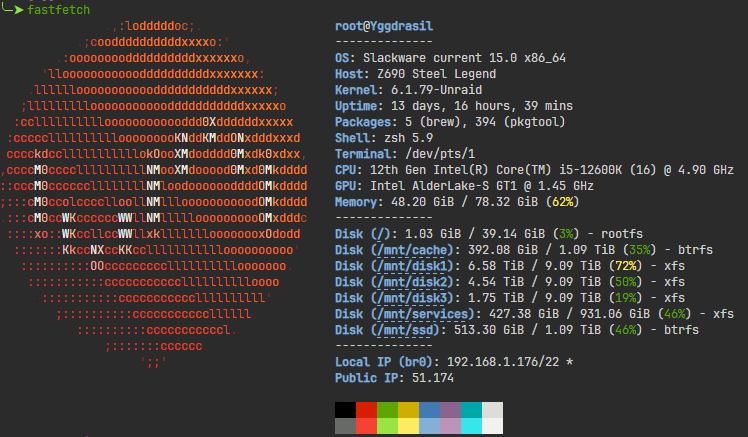 fastfetch
root@Yggdrasil
--------------
OS: Slackware current 15.0 x86_64
Host: Z690 Steel Legend
Kernel: 6.1.79-Unraid
Uptime: 13 days, 16 hours, 39 mins
Packages: 5 (brew), 394 (pkgtool)
Shell: zsh 5.9
Terminal: /dev/pts/1
CPU: 12th Gen Intel(R) Core(TM) i5-12600K (16) @ 4.90 GHz
GPU: Intel AlderLake-S GT1 @ 1.45 GHz
Memory: 48.20 GiB / 78.32 GiB (62%)
--------------
Disk (/): 1.03 GiB / 39.14 GiB (3%) - rootfs
Disk (/mnt/cache): 392.08 GiB / 1.09 TiB (35%) - btrfs
Disk (/mnt/disk1): 6.58 TiB / 9.09 TiB (72%) - xfs
Disk (/mnt/disk2): 4.54 TiB / 9.09 TiB (50%) - xfs
Disk (/mnt/disk3): 1.75 TiB / 9.09 TiB (19%) - xfs
Disk (/mnt/services): 427.38 GiB / 931.06 GiB (46%) - xfs
Disk (/mnt/ssd): 513.30 GiB / 1.09 TiB (46%) - btrfs
--------------
Local IP (br0): 192.168.1.176/22 *
Public IP: 51.174